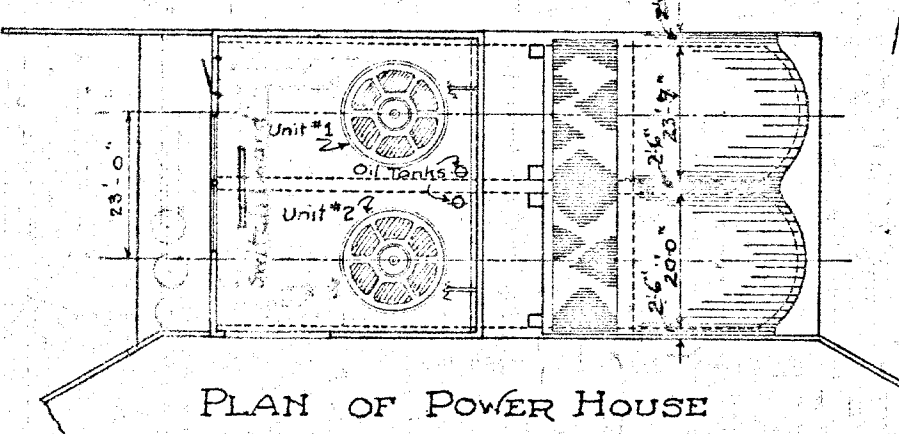 Unit #1
Oil Tanks
Unit #2
Switchboard
23'-0"
2'6"
23'-9"
2'6"
20'0"
PLAN OF POWER HOUSE